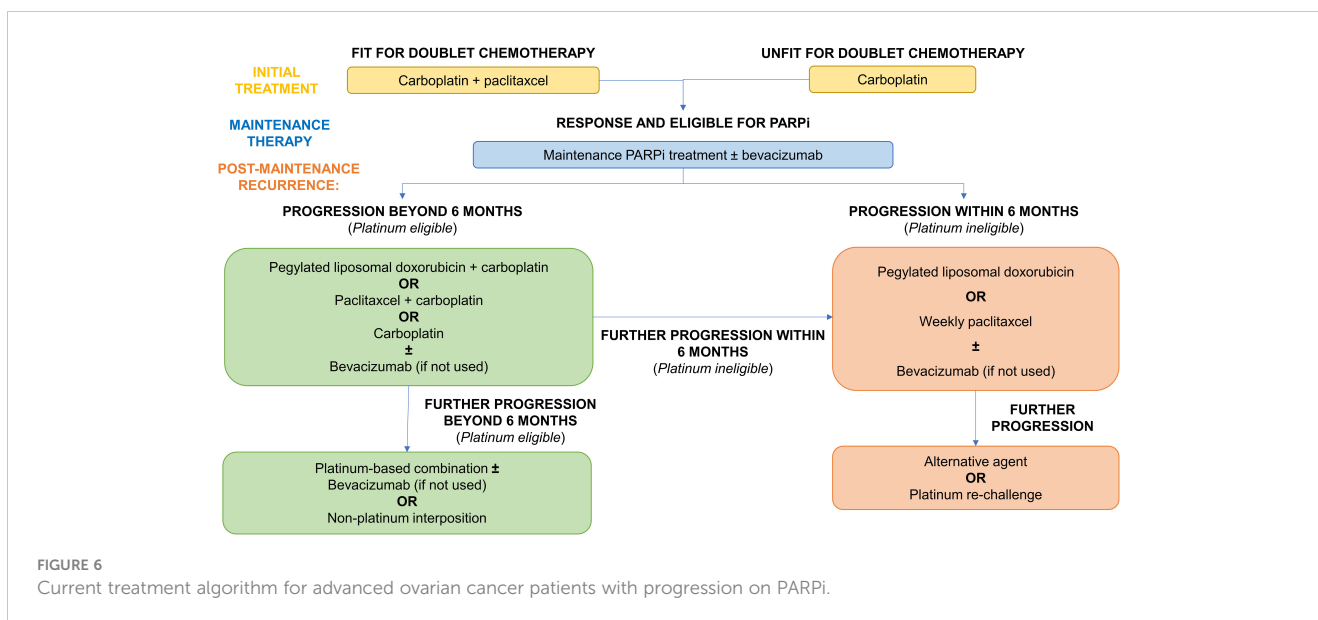 FIT FOR DOUBLET CHEMOTHERAPY
UNFIT FOR DOUBLET CHEMOTHERAPY
INITIAL
TREATMENT
Carboplatin + paclitaxcel
Carboplatin
MAINTENANCE
THERAPY
RESPONSE AND ELIGIBLE FOR PARPi
Maintenance PARPi treatment ± bevacizumab
POST-MAINTENANCE
RECURRENCE:
PROGRESSION BEYOND 6 MONTHS
(Platinum eligible)
PROGRESSION WITHIN 6 MONTHS
(Platinum ineligible)
Pegylated liposomal doxorubicin + carboplatin
OR
Paclitaxcel + carboplatin
OR
Carboplatin
±
Bevacizumab (if not used)
FURTHER PROGRESSION WITHIN
6 MONTHS
(Platinum ineligible)
Pegylated liposomal doxorubicin
OR
Weekly paclitaxcel
±
Bevacizumab (if not used)
FURTHER PROGRESSION
BEYOND 6 MONTHS
(Platinum eligible)
FURTHER
PROGRESSION
Platinum-based combination ±
Bevacizumab (if not used)
OR
Non-platinum interposition
Alternative agent
OR
Platinum re-challenge
FIGURE 6
Current treatment algorithm for advanced ovarian cancer patients with progression on PARPi.